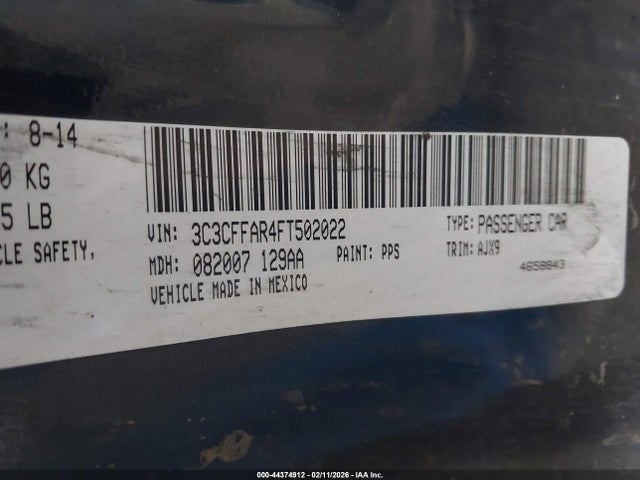 : 8-14
0 KG
5 LB
CLE SAFETY,
VIN: 3C3CFFAR4FT502022
TYPE: PASSENGER CAR
MDH: 082007 129AA
PAINT: PPS
TRIM: AJX9
VEHICLE MADE IN MEXICO
4658843
000-44374912 - 02/11/2026 - IAA Inc.